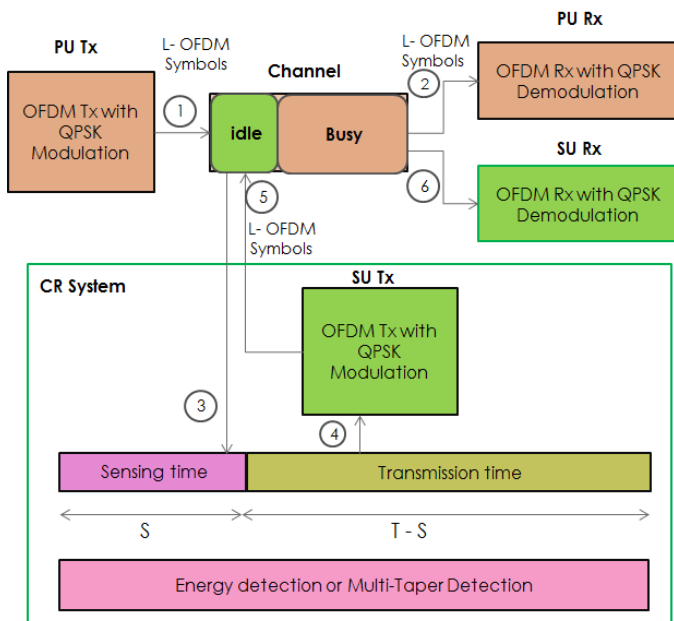 PU Tx
L- OFDM
Symbols
OFDM Tx with
QPSK
Modulation
1
Channel
idle
Busy
L- OFDM
Symbols
2
PU Rx
OFDM Rx with QPSK
Demodulation
SU Rx
6
OFDM Rx with QPSK
Demodulation
5
L- OFDM
Symbols
CR System
SU Tx
OFDM Tx with
QPSK
Modulation
3
4
Sensing time
Transmission time
S
T - S
Energy detection or Multi-Taper Detection